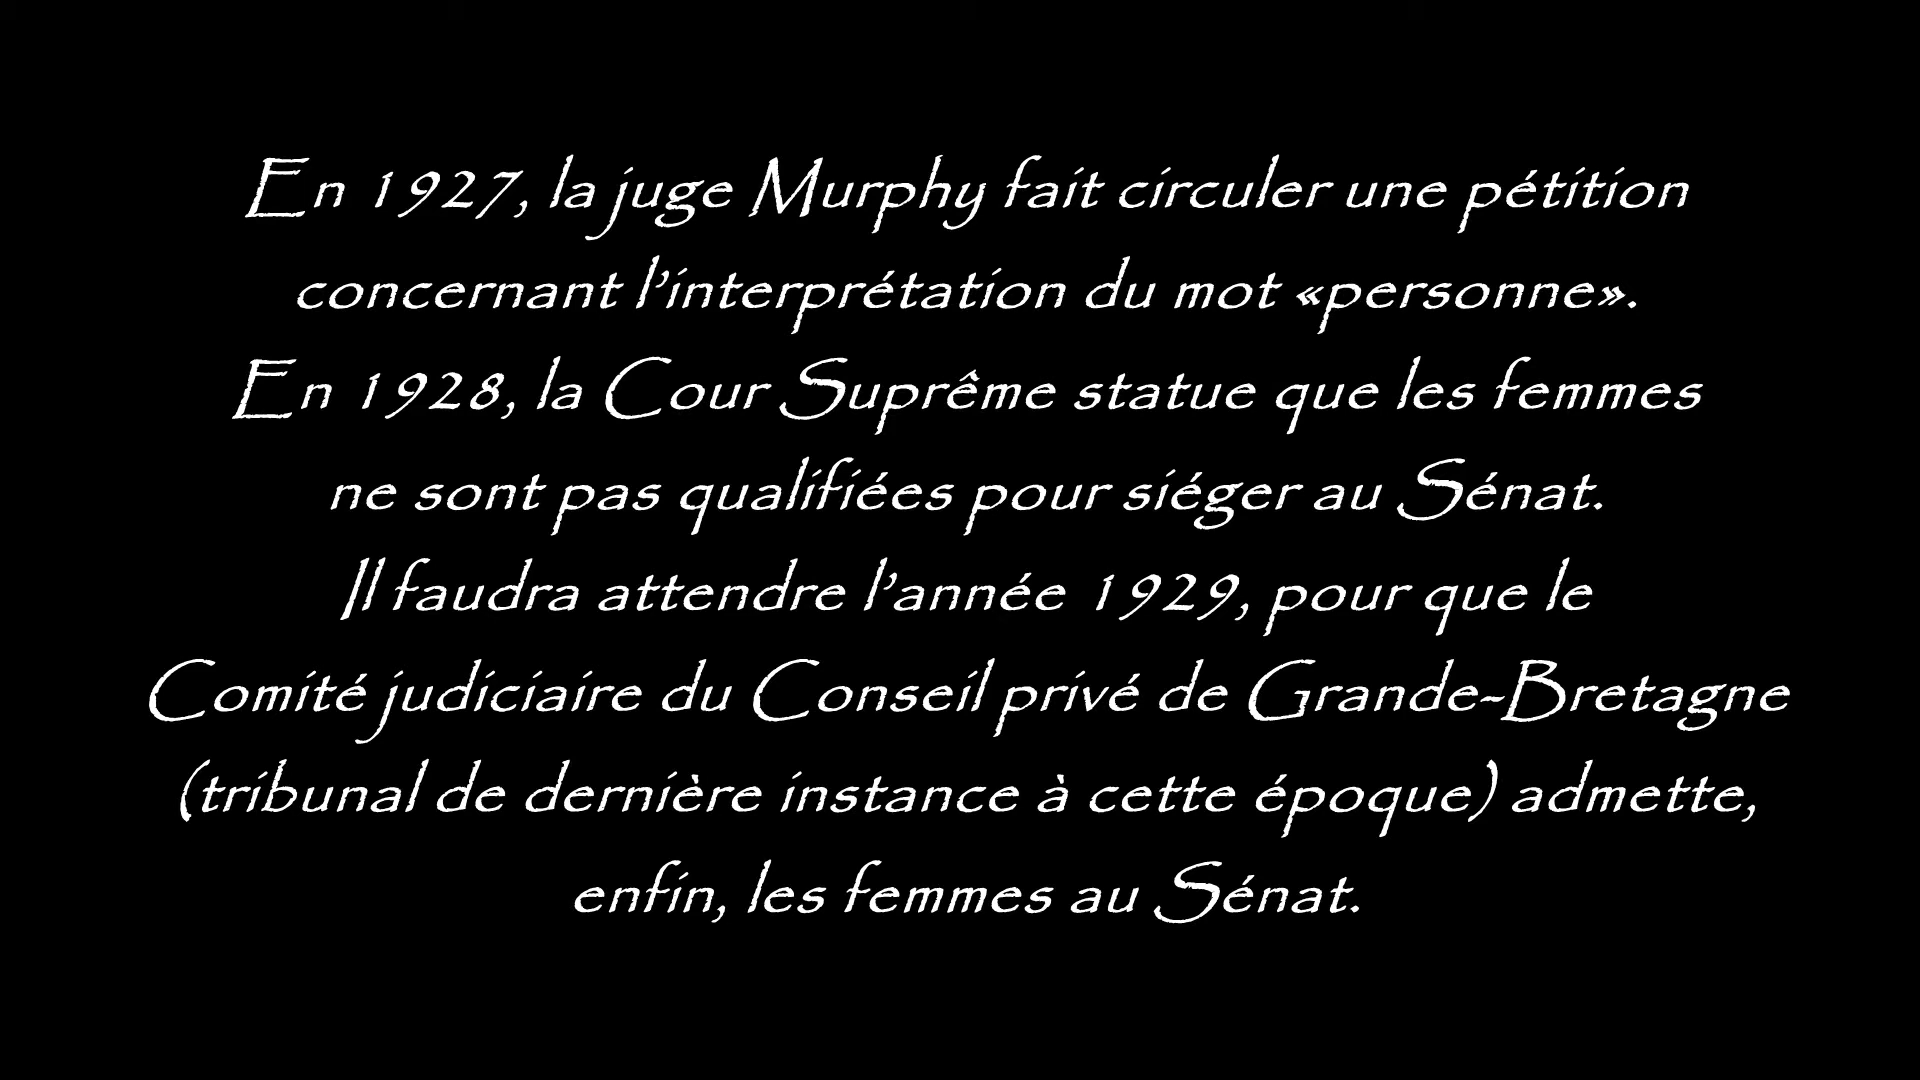 En 1927, la juge Murphy fait circuler une pétition
concernant l’interprétation du mot «personne».
En 1928, la Cour Suprême statue que les femmes
ne sont pas qualifiées pour siéger au Sénat.
Il faudra attendre l’année 1929, pour que le
Comité judiciaire du Conseil privé de Grande-Bretagne
(tribunal de dernière instance à cette époque) admette,
enfin, les femmes au Sénat.